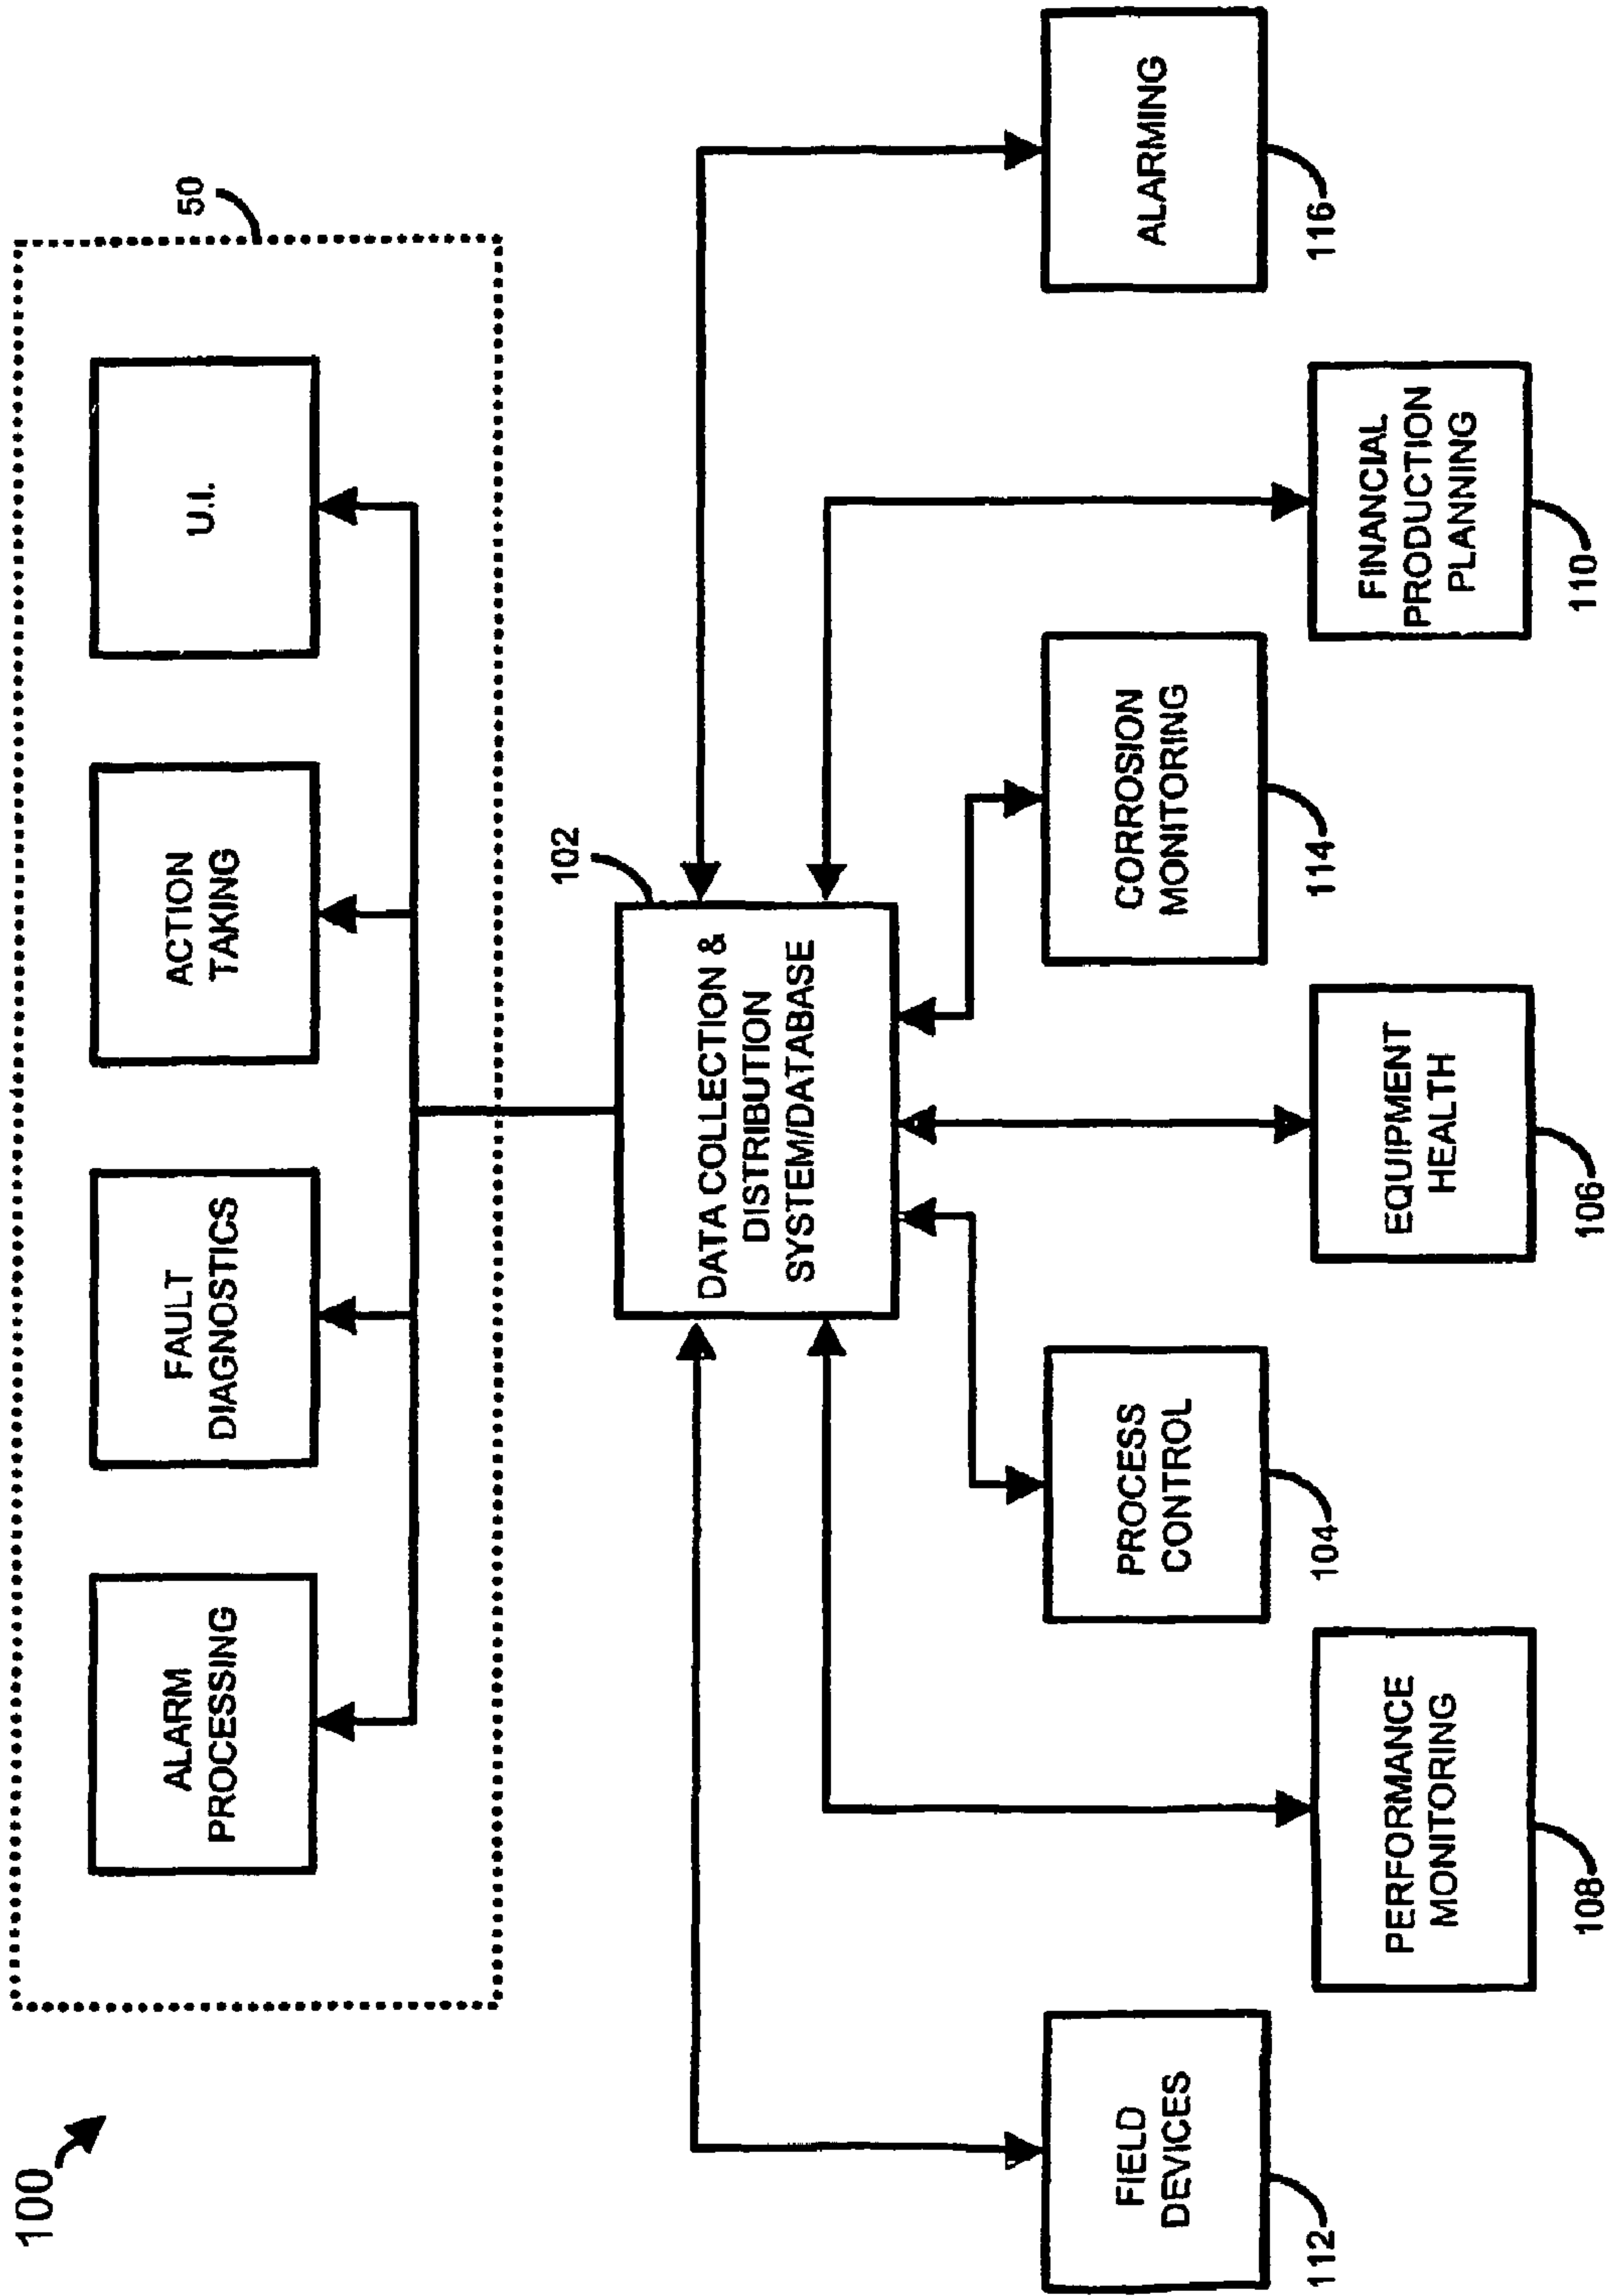 100
50
ALARM
PROCESSING
FAULT
DIAGNOSTICS
ACTION
TAKING
U.I.
102
DATA COLLECTION &
DISTRIBUTION
SYSTEM/DATABASE
FIELD
DEVICES
112
PERFORMANCE
MONITORING
108
PROCESS
CONTROL
104
EQUIPMENT
HEALTH
106
CORROSION
MONITORING
114
FINANCIAL
PRODUCTION
PLANNING
110
ALARMING
116